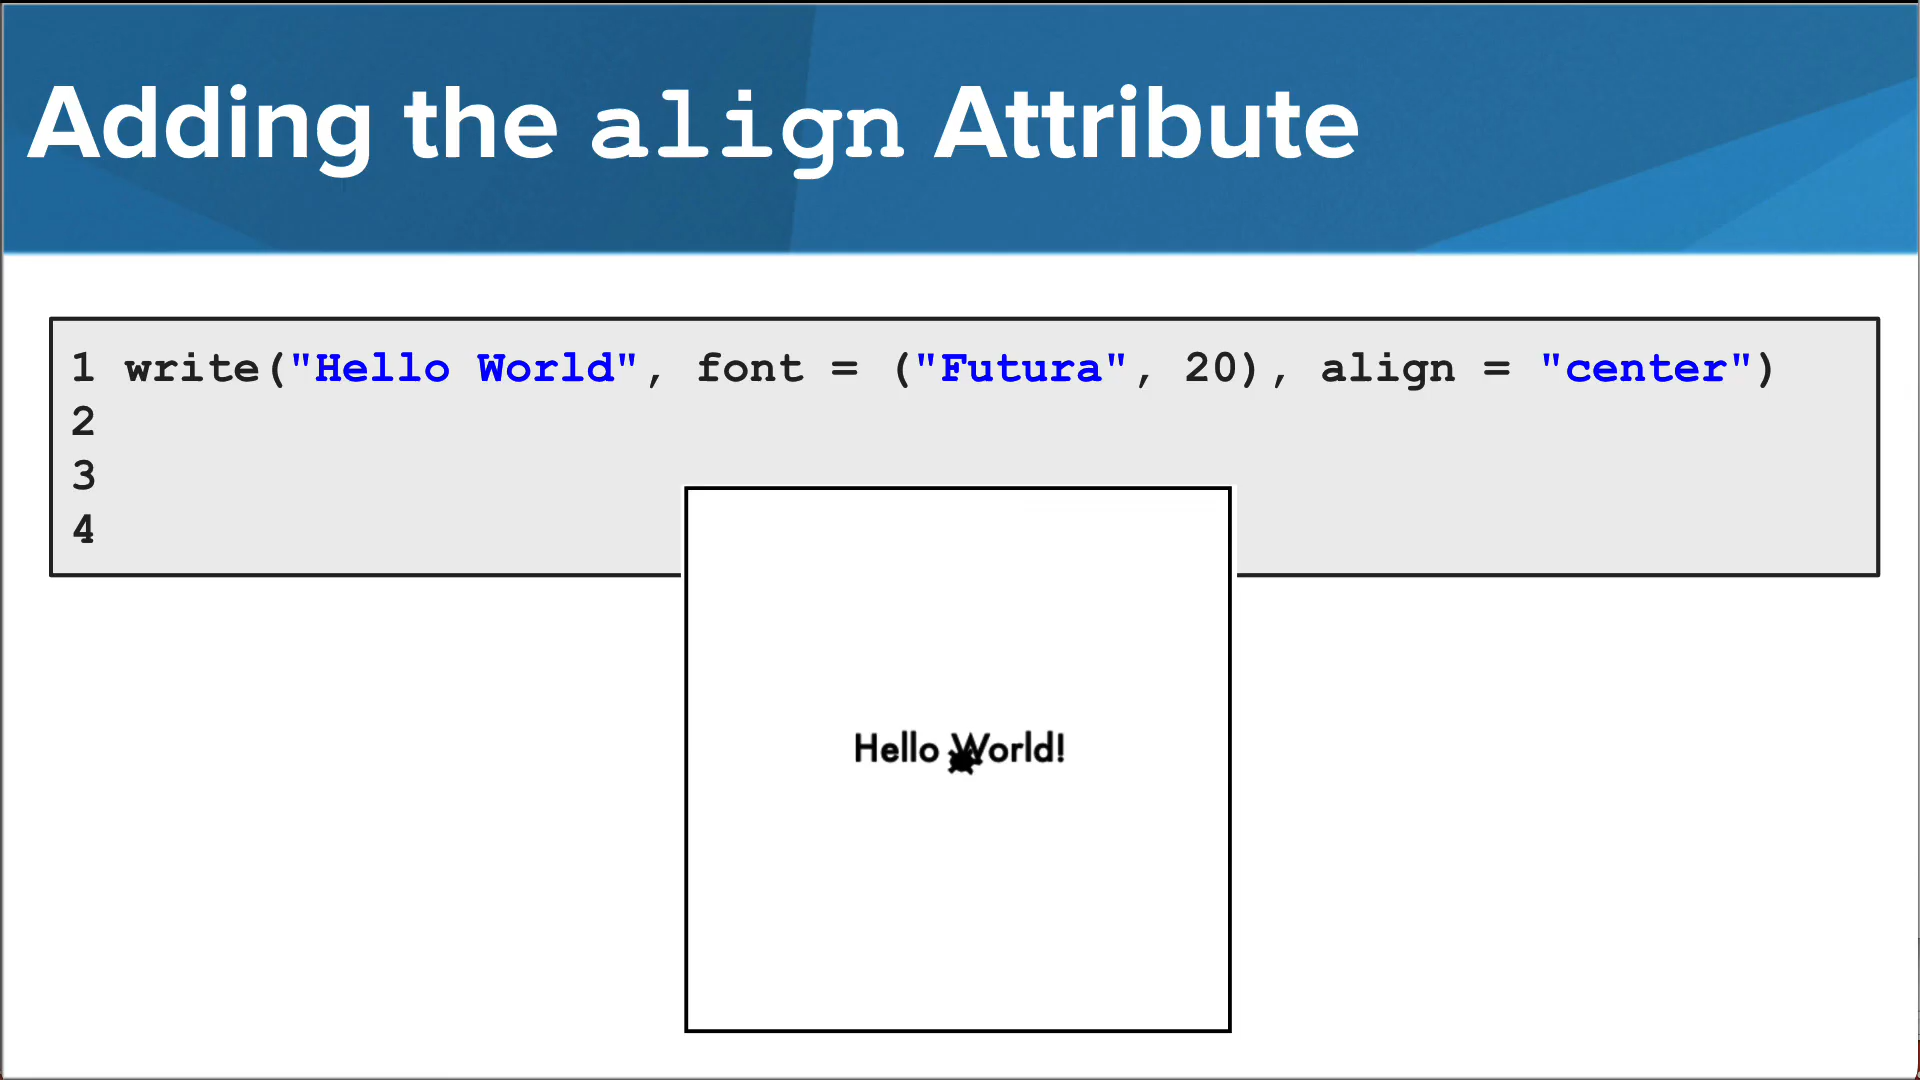 Adding the align Attribute
1 write("Hello World", font = ("Futura", 20), align = "center")
2
3
4
Hello World!